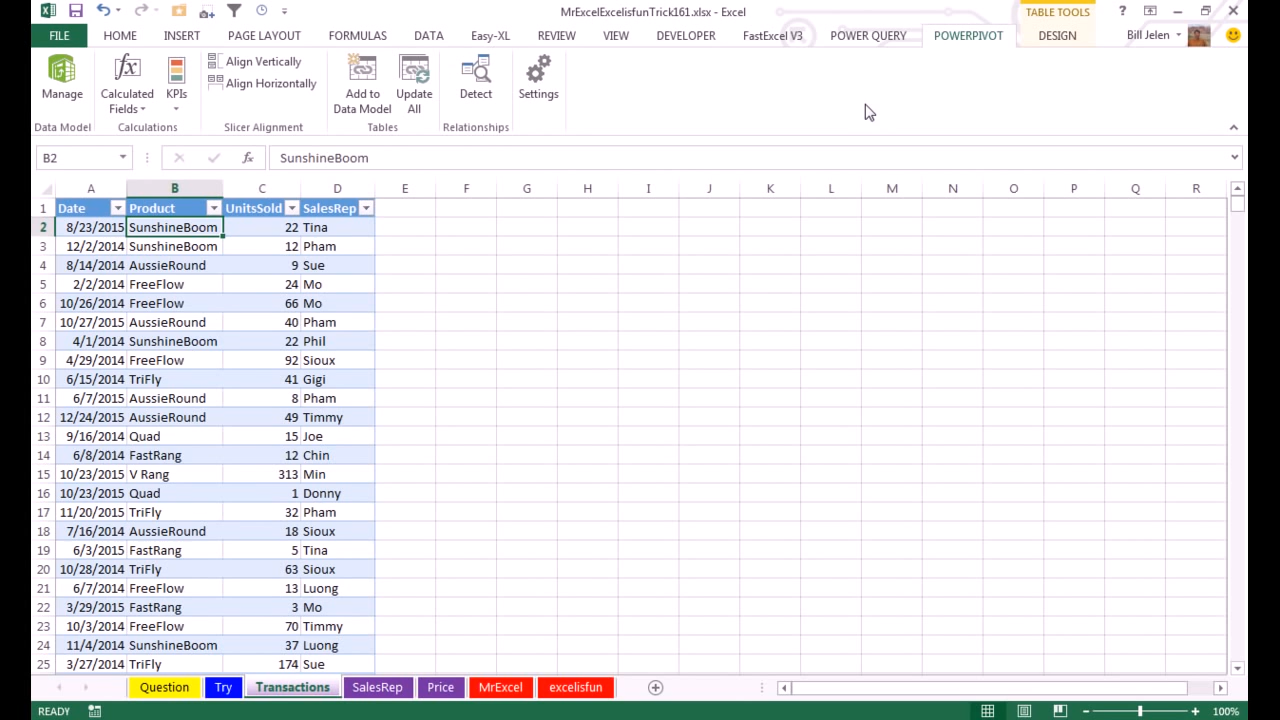 MrExcelExcelisfunTrick161.xlsx - Excel
TABLE TOOLS
FILE HOME INSERT PAGE LAYOUT FORMULAS DATA Easy-XL REVIEW VIEW DEVELOPER FastExcel V3 POWER QUERY POWERPIVOT DESIGN Bill Jelen
Manage
Calculated Fields
KPIs
Align Vertically
Align Horizontally
Add to Data Model
Update All
Detect
Settings
Data Model Calculations Slicer Alignment Tables Relationships
B2 fx SunshineBoom
A B C D E F G H I J K L M N O P Q R
1 Date Product UnitsSold SalesRep
2 8/23/2015 SunshineBoom 22 Tina
3 12/2/2014 SunshineBoom 12 Pham
4 8/14/2014 AussieRound 9 Sue
5 2/2/2014 FreeFlow 24 Mo
6 10/26/2014 FreeFlow 66 Mo
7 10/27/2015 AussieRound 40 Pham
8 4/1/2014 SunshineBoom 22 Phil
9 4/29/2014 FreeFlow 92 Sioux
10 6/15/2014 TriFly 41 Gigi
11 6/7/2015 AussieRound 8 Pham
12 12/24/2015 AussieRound 49 Timmy
13 9/16/2014 Quad 15 Joe
14 6/8/2014 FastRang 12 Chin
15 10/23/2015 V Rang 313 Min
16 10/23/2015 Quad 1 Donny
17 11/20/2015 TriFly 32 Pham
18 7/16/2014 AussieRound 18 Sioux
19 6/3/2015 FastRang 5 Tina
20 10/28/2014 TriFly 63 Sioux
21 6/7/2014 FreeFlow 13 Luong
22 3/29/2015 FastRang 3 Mo
23 10/3/2014 FreeFlow 70 Timmy
24 11/4/2014 SunshineBoom 37 Luong
25 3/27/2014 TriFly 174 Sue
Question Try Transactions SalesRep Price MrExcel excelisfun
READY 100%